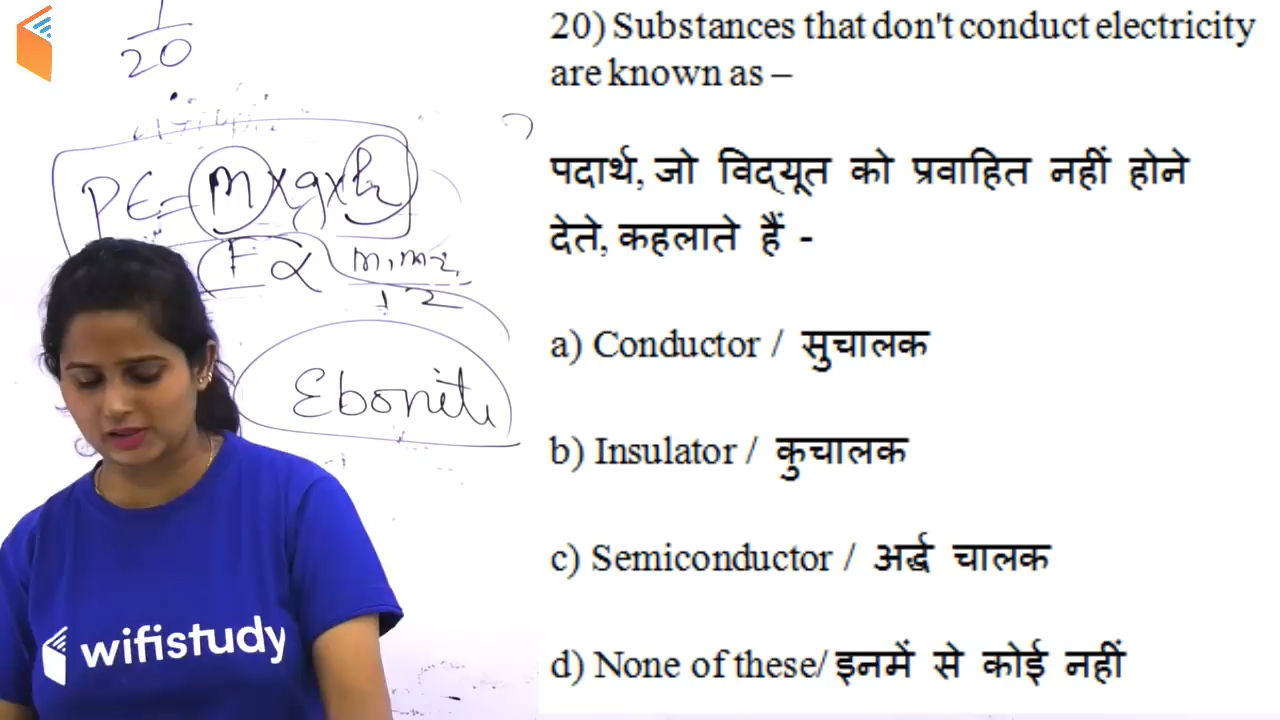 1
20
PE = m x g x h
F α m1m2
r2
Ebonite
wifistudy
20) Substances that don't conduct electricity
are known as –
पदार्थ, जो विद्यूत को प्रवाहित नहीं होने
देते, कहलाते हैं -
a) Conductor / सुचालक
b) Insulator / कुचालक
c) Semiconductor / अर्द्ध चालक
d) None of these/ इनमें से कोई नहीं